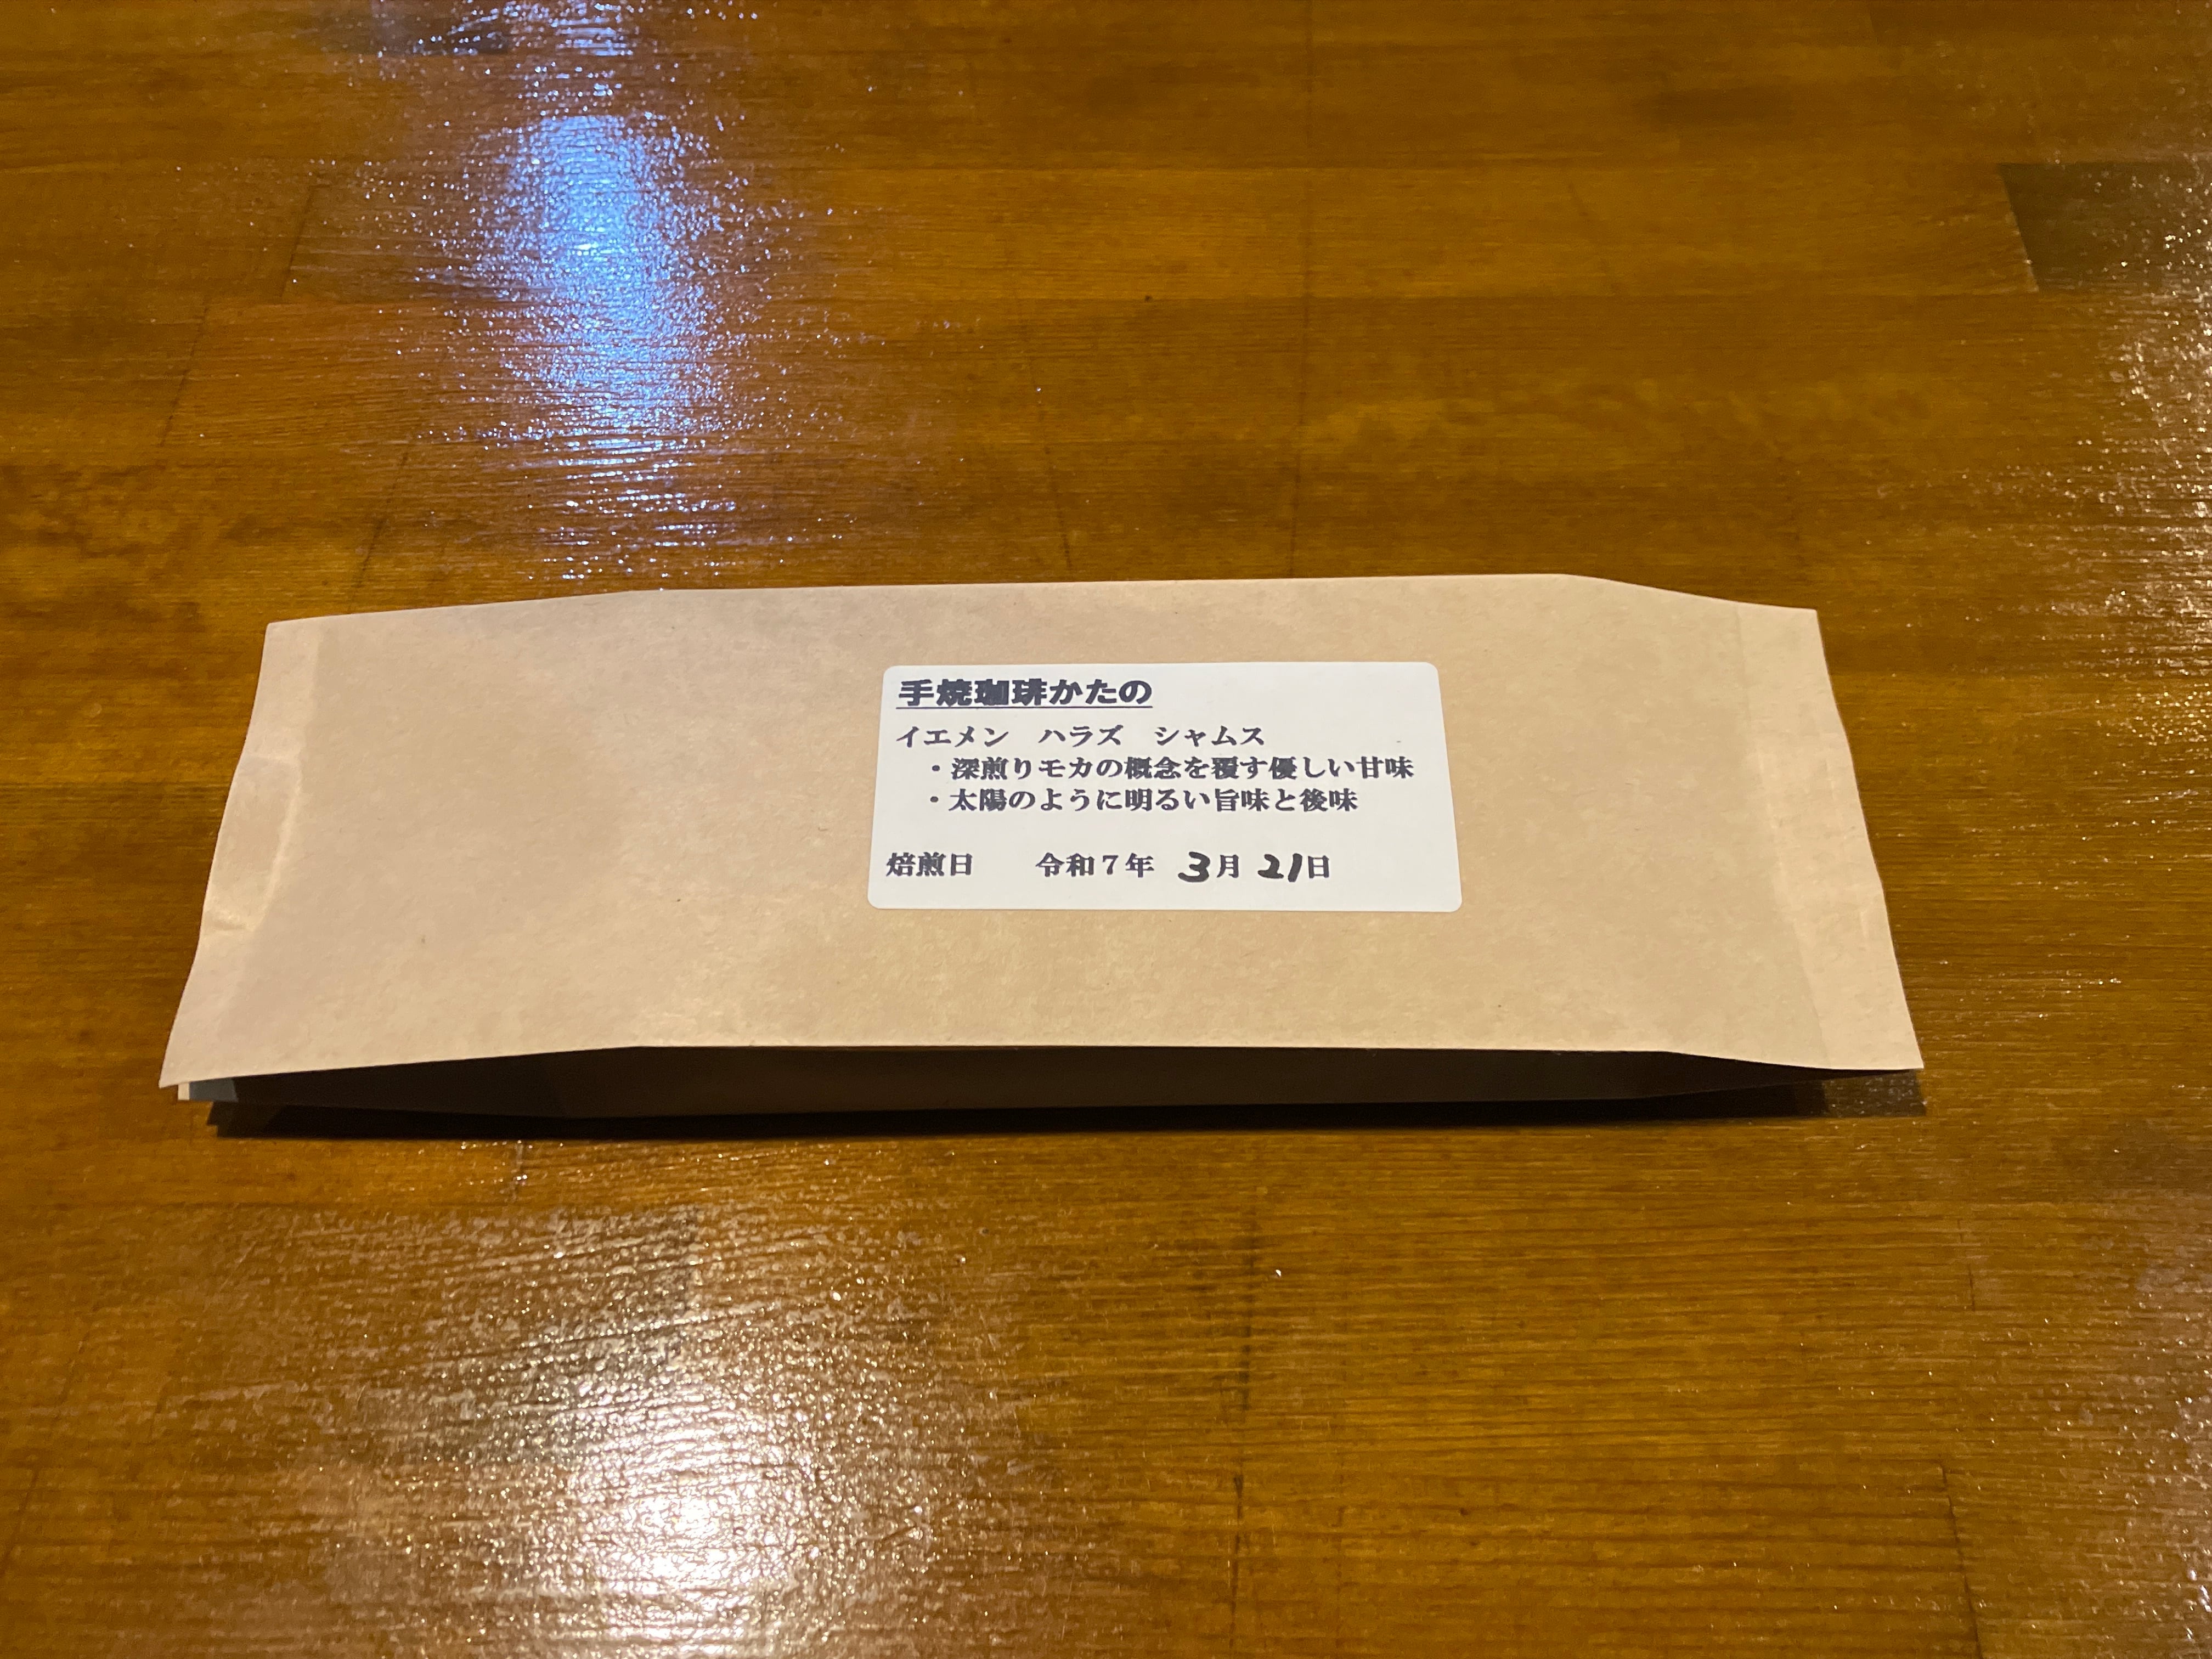 手焼珈琲かたの
イエメン　ハラズ　シャムス
・深煎りモカの概念を覆す優しい甘味
・太陽のように明るい旨味と後味
焙煎日　　令和７年　3月　21日